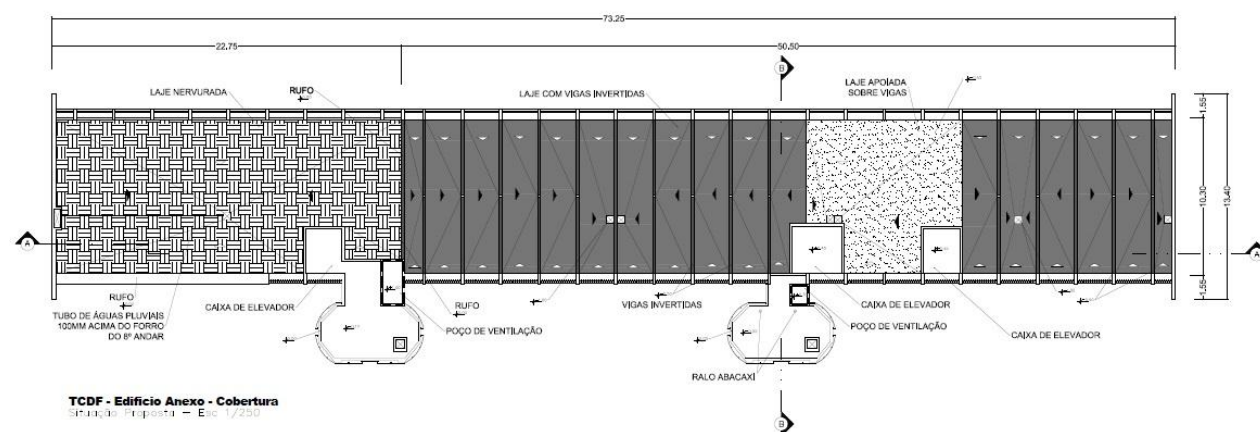 73.25
22.75
50.50
B
LAJE NERVURADA
RUFO
LAJE COM VIGAS INVERTIDAS
LAJE APOIADA
SOBRE VIGAS
1.55
10.30
13.40
1.55
A
A
RUFO
TUBO DE ÁGUAS PLUVIAIS
100MM ACIMA DO FORRO
DO 8º ANDAR
CAIXA DE ELEVADOR
RUFO
POÇO DE VENTILAÇÃO
VIGAS INVERTIDAS
CAIXA DE ELEVADOR
POÇO DE VENTILAÇÃO
CAIXA DE ELEVADOR
RALO ABACAXI
B
TCDF - Edifício Anexo - Cobertura
Situação Proposta – Esc 1/250